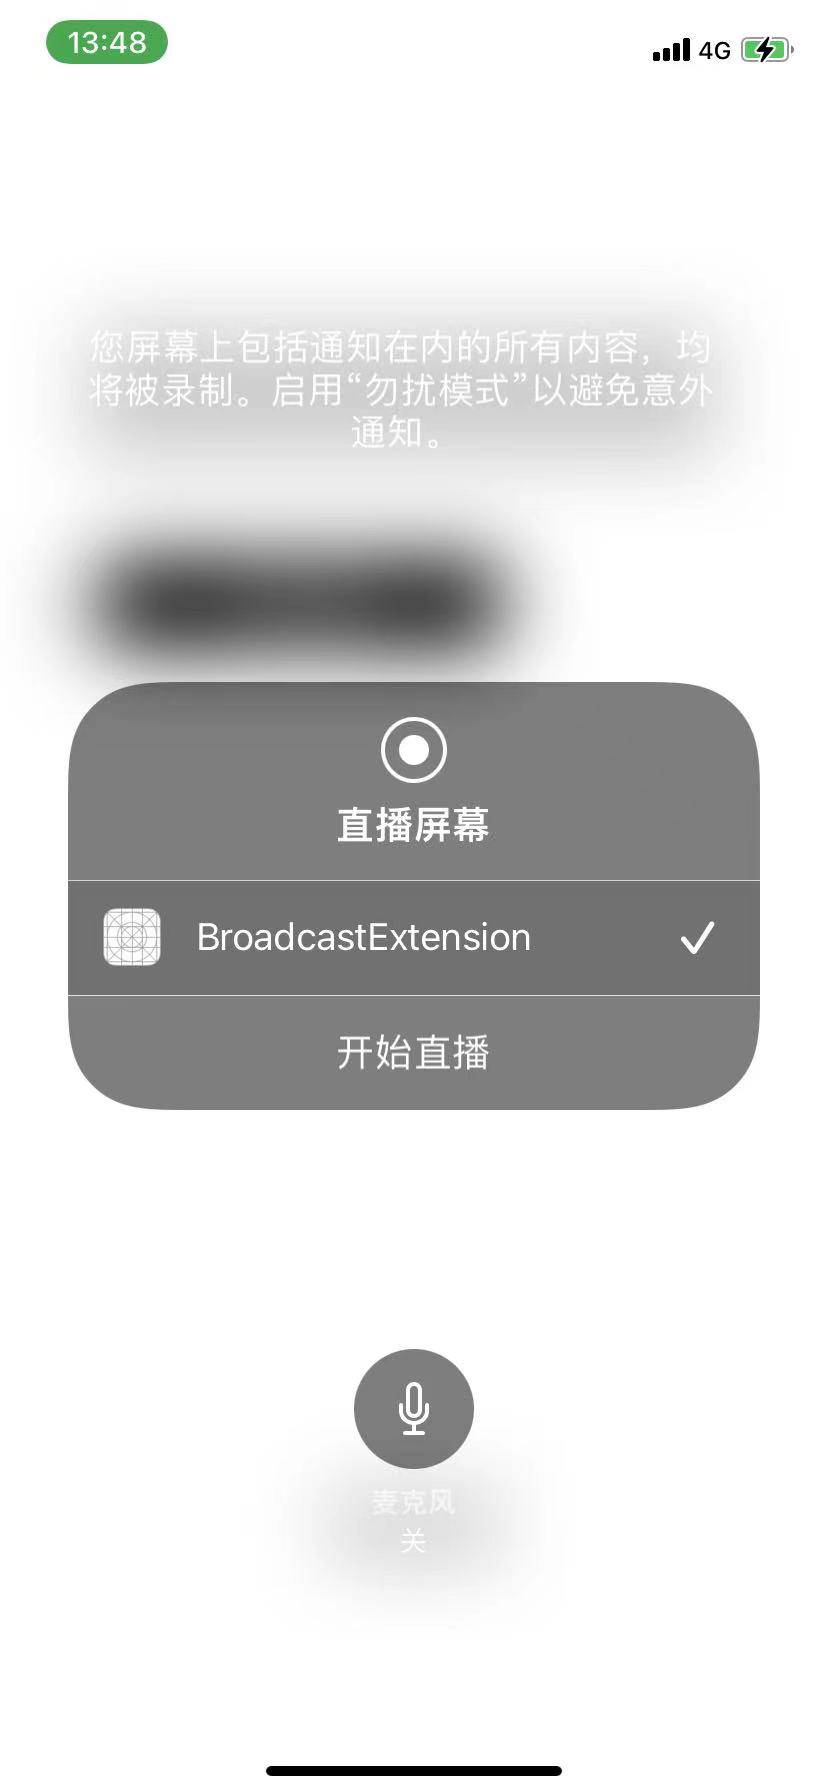 13:48
4G
您屏幕上包括通知在内的所有内容，均
将被录制。启用“勿扰模式”以避免意外
通知。
直播屏幕
BroadcastExtension
开始直播
麦克风
关